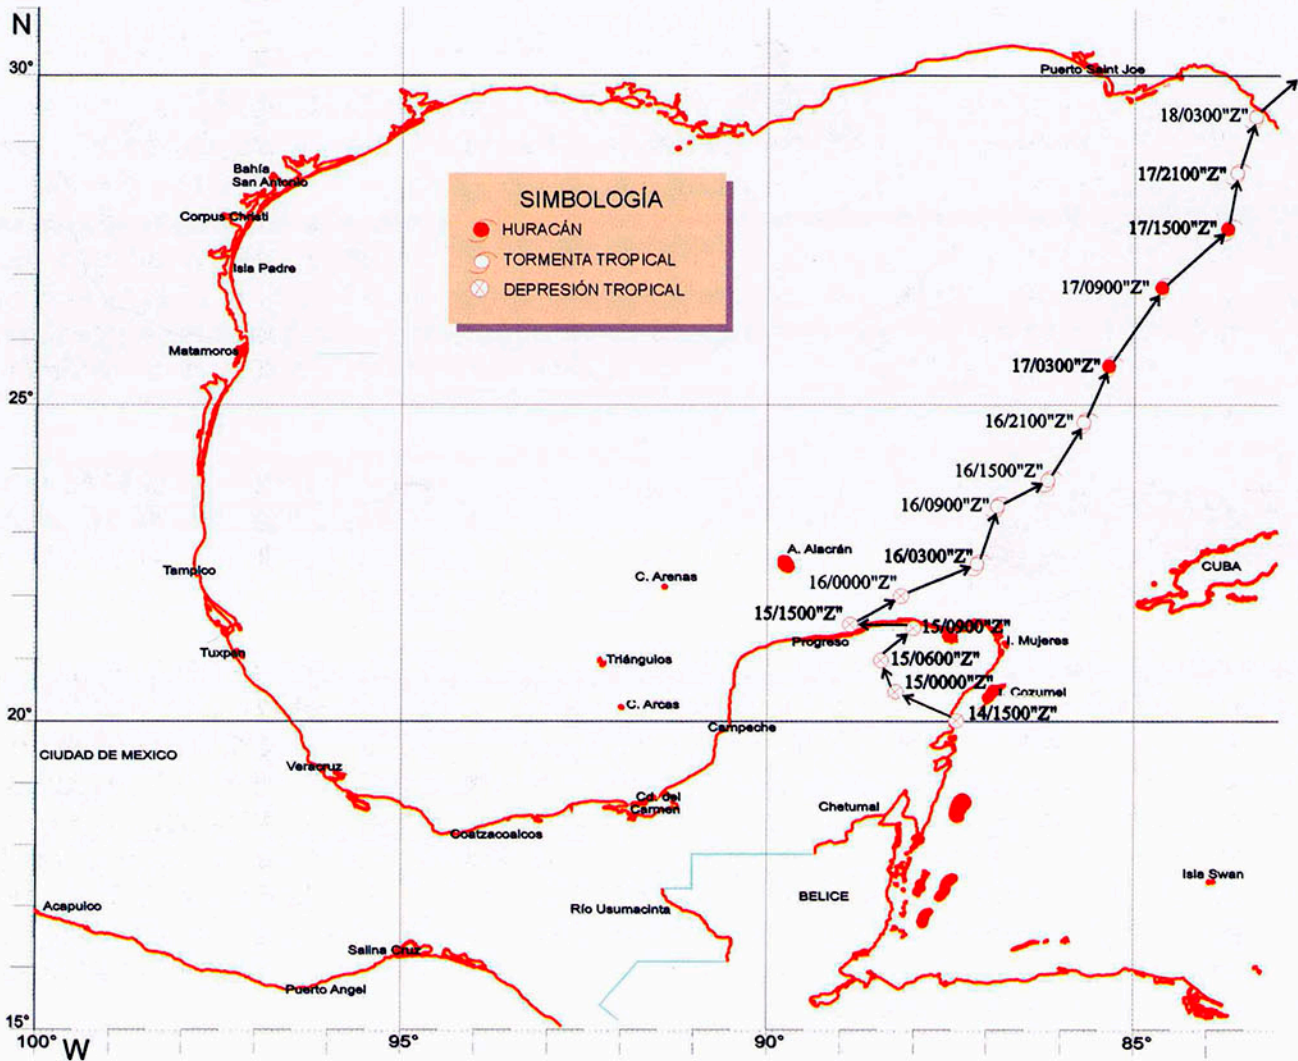 N
30°
Puerto Saint Joe
18/0300"Z"
Bahía
San Antonio
17/2100"Z"
SIMBOLOGÍA
Corpus Christi
HURACÁN
17/1500"Z"
TORMENTA TROPICAL
Isla Padre
DEPRESIÓN TROPICAL
17/0900"Z"
Matamoros
17/0300"Z"
25°
16/2100"Z"
16/1500"Z"
16/0900"Z"
A. Alacrán
16/0300"Z"
CUBA
Tampico
C. Arenas
16/0000"Z"
15/1500"Z"
15/0900"Z"
Progreso
I. Mujeres
Tuxpan
Triángulos
15/0600"Z"
15/0000"Z"
I. Cozumel
C. Arcas
14/1500"Z"
20°
Campeche
CIUDAD DE MEXICO
Veracruz
Cd. del
Carmen
Chetumal
Coatzacoalcos
Isla Swan
BELICE
Acapulco
Río Usumacinta
Salina Cruz
Puerto Angel
15°
100°
W
95°
90°
85°